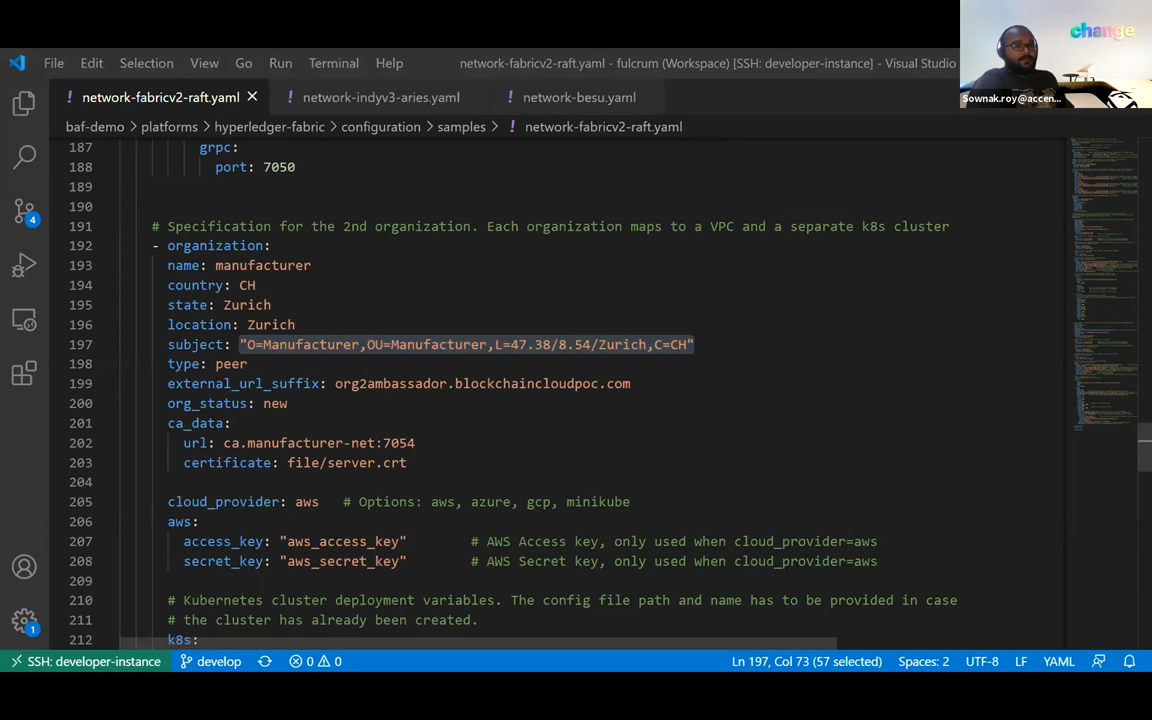 change
Sownak.roy@accen...
File Edit Selection View Go Run Terminal Help network-fabricv2-raft.yaml - fulcrum (Workspace) [SSH: developer-instance] - Visual Studio
! network-fabricv2-raft.yaml ! network-indyv3-aries.yaml ! network-besu.yaml
baf-demo > platforms > hyperledger-fabric > configuration > samples > ! network-fabricv2-raft.yaml
187 grpc:
188 port: 7050
189
190
191 # Specification for the 2nd organization. Each organization maps to a VPC and a separate k8s cluster
192 - organization:
193 name: manufacturer
194 country: CH
195 state: Zurich
196 location: Zurich
197 subject: "O=Manufacturer,OU=Manufacturer,L=47.38/8.54/Zurich,C=CH"
198 type: peer
199 external_url_suffix: org2ambassador.blockchaincloudpoc.com
200 org_status: new
201 ca_data:
202 url: ca.manufacturer-net:7054
203 certificate: file/server.crt
204
205 cloud_provider: aws # Options: aws, azure, gcp, minikube
206 aws:
207 access_key: "aws_access_key" # AWS Access key, only used when cloud_provider=aws
208 secret_key: "aws_secret_key" # AWS Secret key, only used when cloud_provider=aws
209
210 # Kubernetes cluster deployment variables. The config file path and name has to be provided in case
211 # the cluster has already been created.
212 k8s:
4
1
SSH: developer-instance develop 0 0 Ln 197, Col 73 (57 selected) Spaces: 2 UTF-8 LF YAML